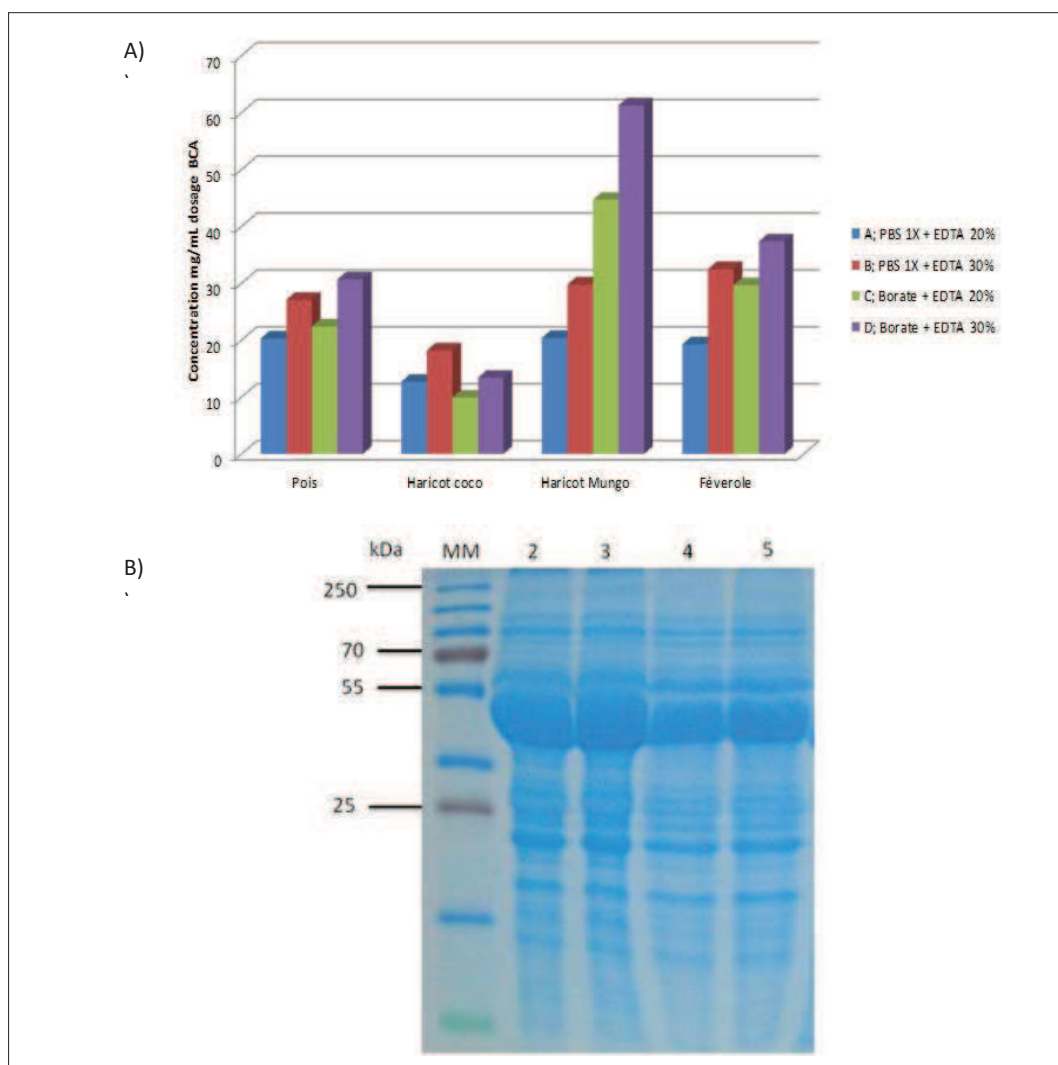 A)
70
60
50
40
30
20
10
0
Concentration mg/mL dosage BCA
Pois
Haricot coco
Haricot Mungo
Féverole
A; PBS 1X + EDTA 20%
B; PBS 1X + EDTA 30%
C; Borate + EDTA 20%
D; Borate + EDTA 30%
B)
kDa MM 2 3 4 5
250
70
55
25